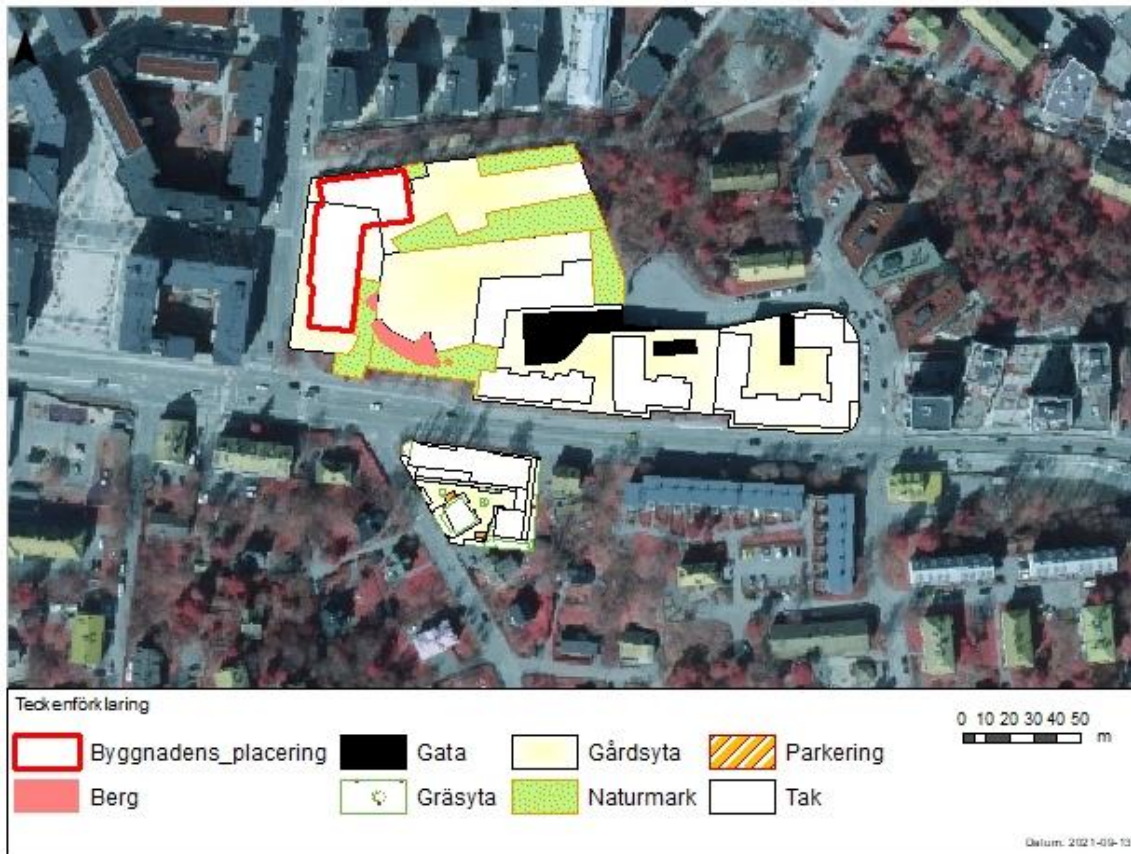 Teckenförklaring
0 10 20 30 40 50
m
Byggnadens_placering Gata Gårdsyta Parkering
Berg Gräsyta Naturmark Tak
Datum: 2021-09-13